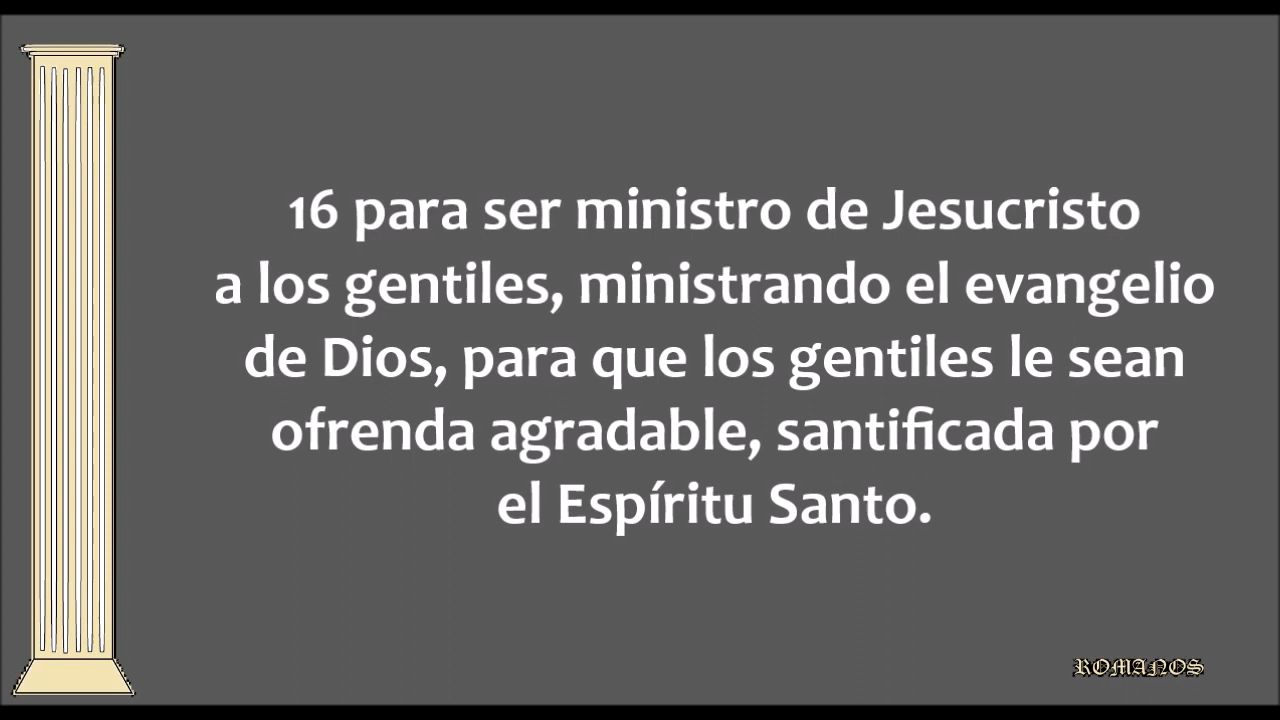 16 para ser ministro de Jesucristo
a los gentiles, ministrando el evangelio
de Dios, para que los gentiles le sean
ofrenda agradable, santificada por
el Espíritu Santo.
ROMANOS